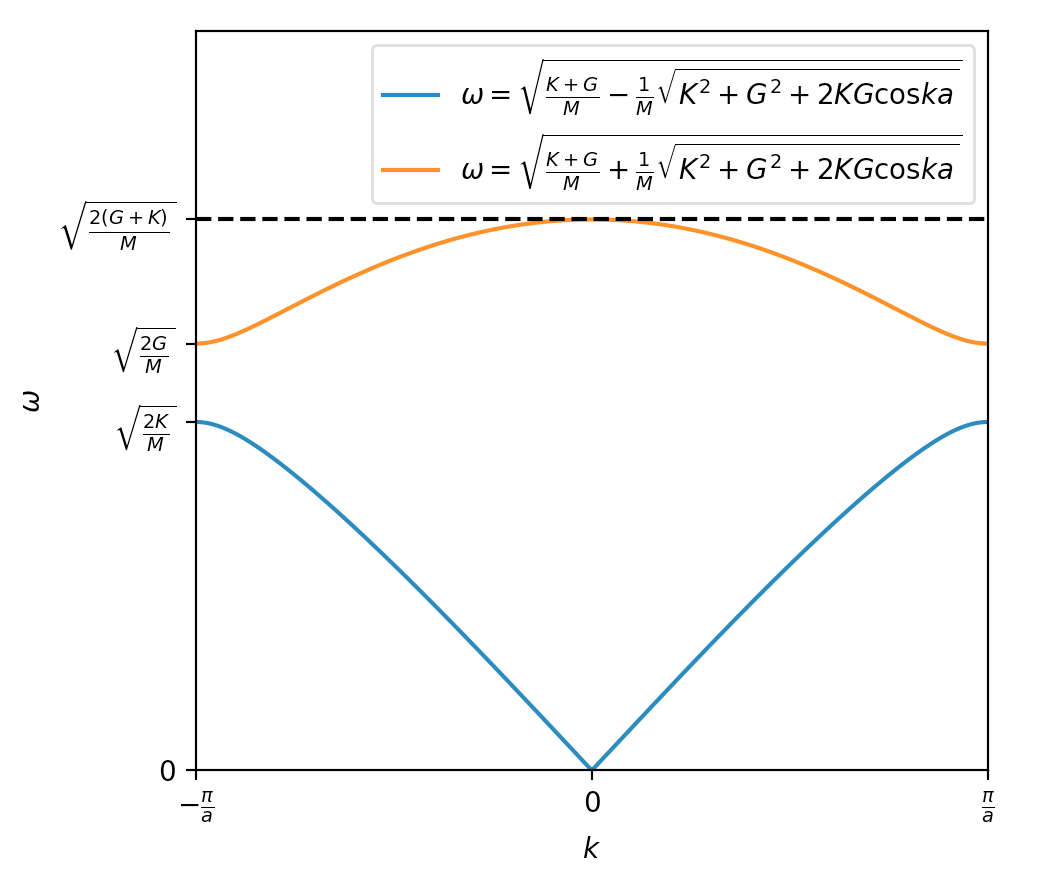 ω = √(K+G/M − 1/M √(K² + G² + 2KGcoska))
ω = √(K+G/M + 1/M √(K² + G² + 2KGcoska))
√(2(G+K)/M)
√(2G/M)
√(2K/M)
ω
0
−π/a
0
π/a
k